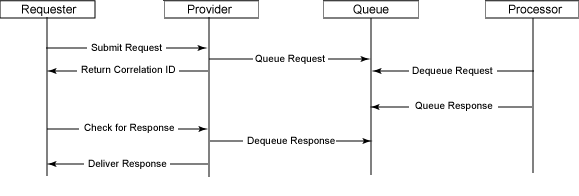 Requester
Provider
Queue
Processor
Submit Request
Queue Request
Return Correlation ID
Dequeue Request
Queue Response
Check for Response
Dequeue Response
Deliver Response